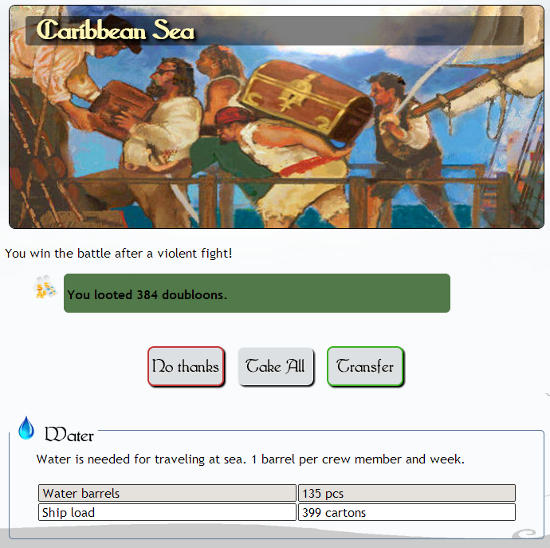 Caribbean Sea
You win the battle after a violent fight!
You looted 384 doubloons.
No thanks Take All Transfer
Water
Water is needed for traveling at sea. 1 barrel per crew member and week.
Water barrels 135 pcs
Ship load 399 cartons